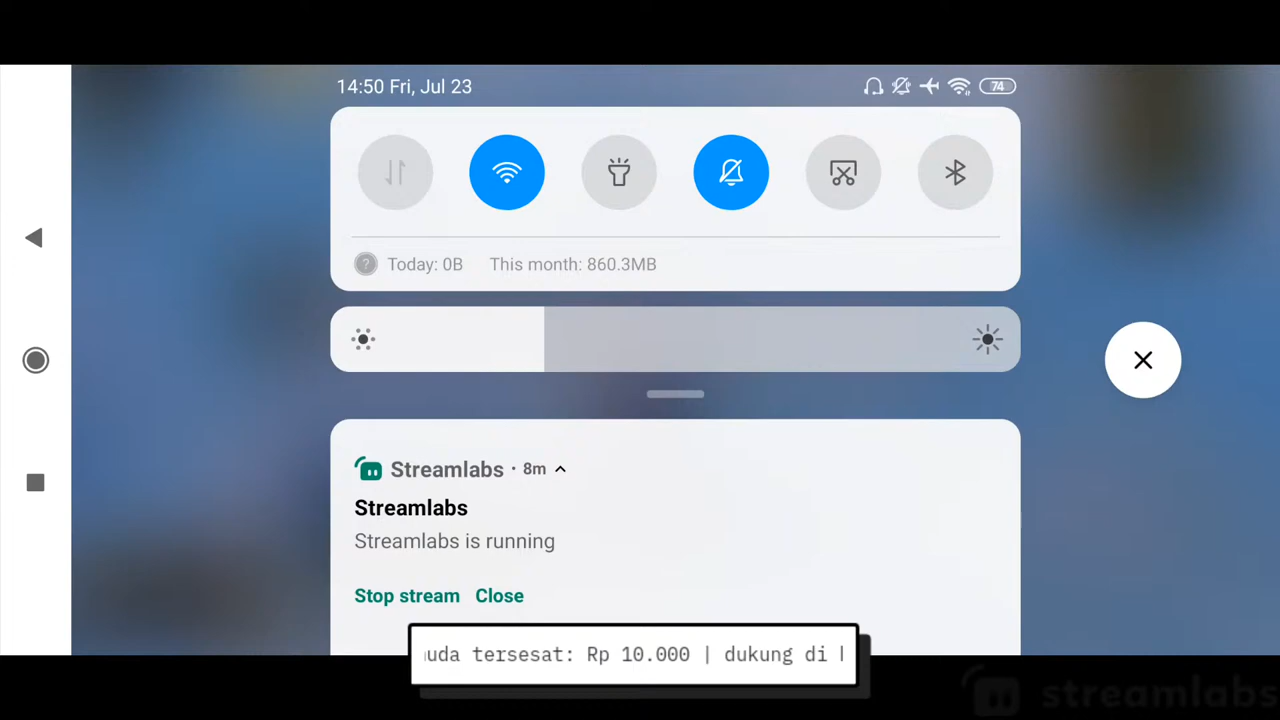 14:50 Fri, Jul 23
74
Today: 0B This month: 860.3MB
Streamlabs · 8m
Streamlabs
Streamlabs is running
Stop stream Close
tersesat: Rp 10.000 | dukung di
streamlabs